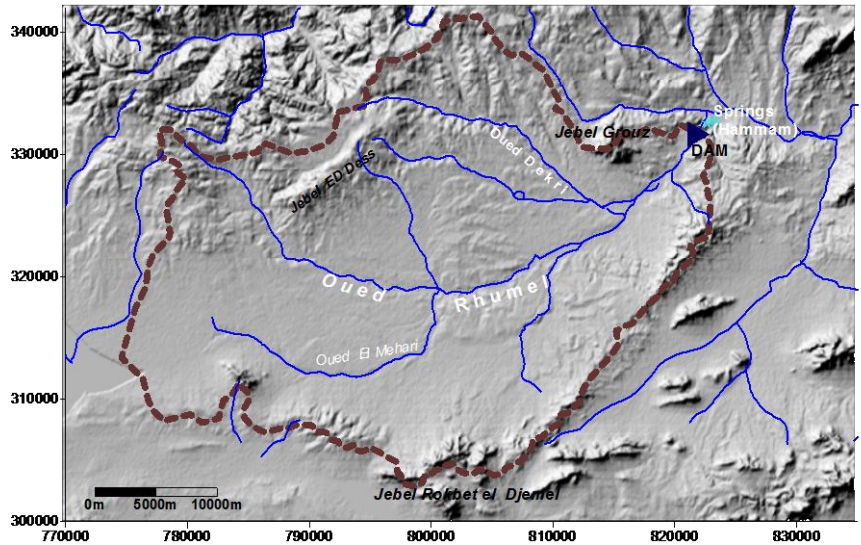 340000
Springs
(Hammam)
Jebel Grouz
330000
DAM
Oued Dekri
Jebel ED Dess
320000
Oued Rhumel
Oued El Mehari
310000
Jebel Rokbet el Djemel
0m 5000m 10000m
300000
770000 780000 790000 800000 810000 820000 830000